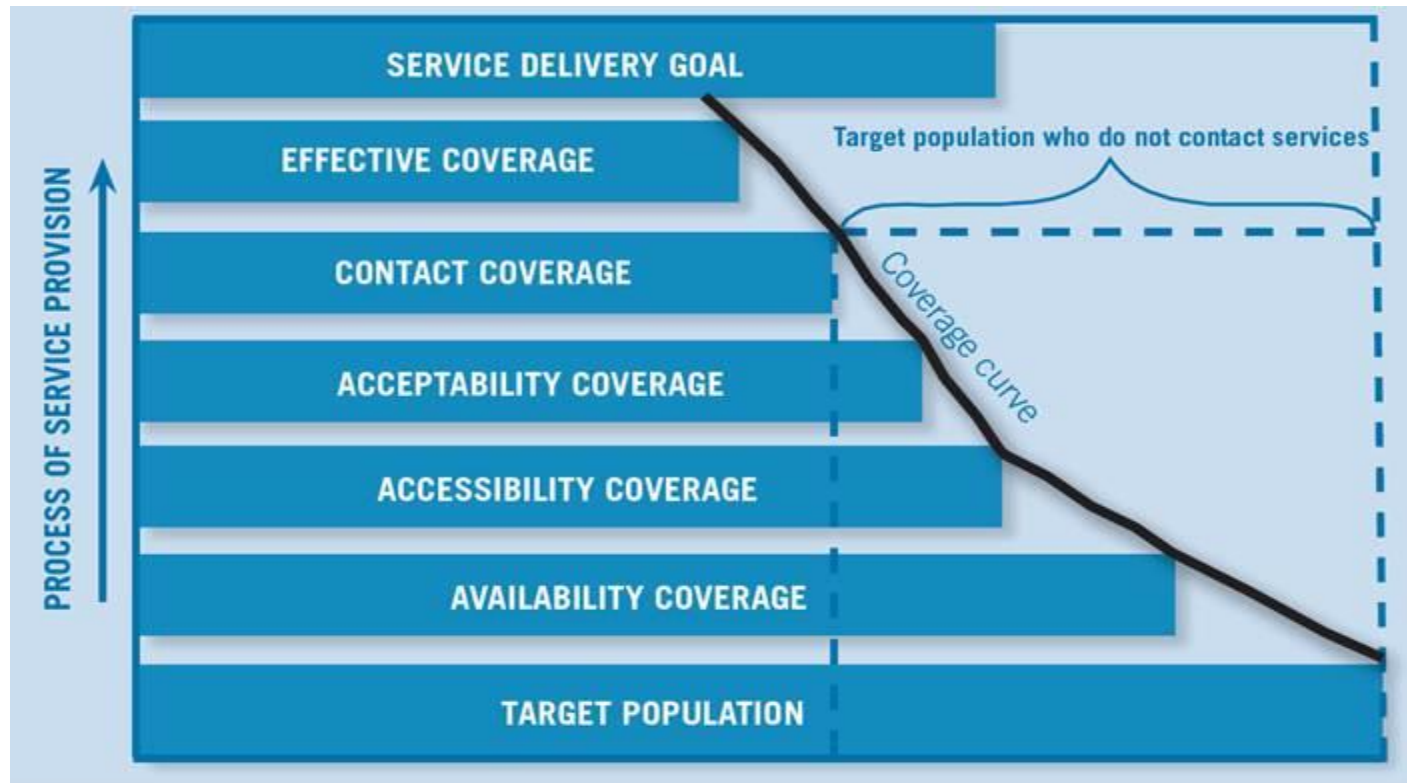 SERVICE DELIVERY GOAL
Target population who do not contact services
EFFECTIVE COVERAGE
CONTACT COVERAGE
Coverage curve
ACCEPTABILITY COVERAGE
ACCESSIBILITY COVERAGE
AVAILABILITY COVERAGE
TARGET POPULATION
PROCESS OF SERVICE PROVISION